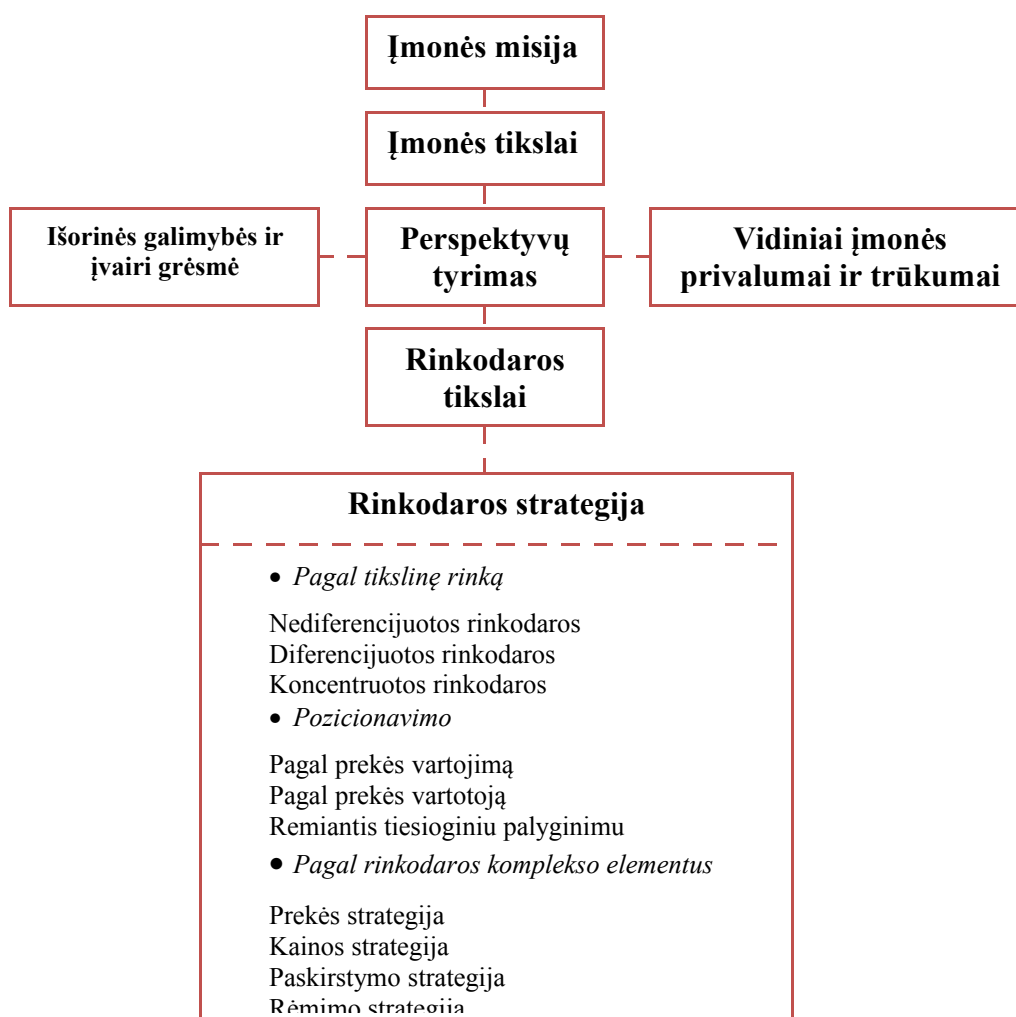 Įmonės misija
Įmonės tikslai
Išorinės galimybės ir
įvairi grėsmė
Perspektyvų
tyrimas
Vidiniai įmonės
privalumai ir trūkumai
Rinkodaros
tikslai
Rinkodaros strategija
• Pagal tikslinę rinką
Nediferencijuotos rinkodaros
Diferencijuotos rinkodaros
Koncentruotos rinkodaros
• Pozicionavimo
Pagal prekės vartojimą
Pagal prekės vartotoją
Remiantis tiesioginiu palyginimu
• Pagal rinkodaros komplekso elementus
Prekės strategija
Kainos strategija
Paskirstymo strategija
Rėmimo strategija